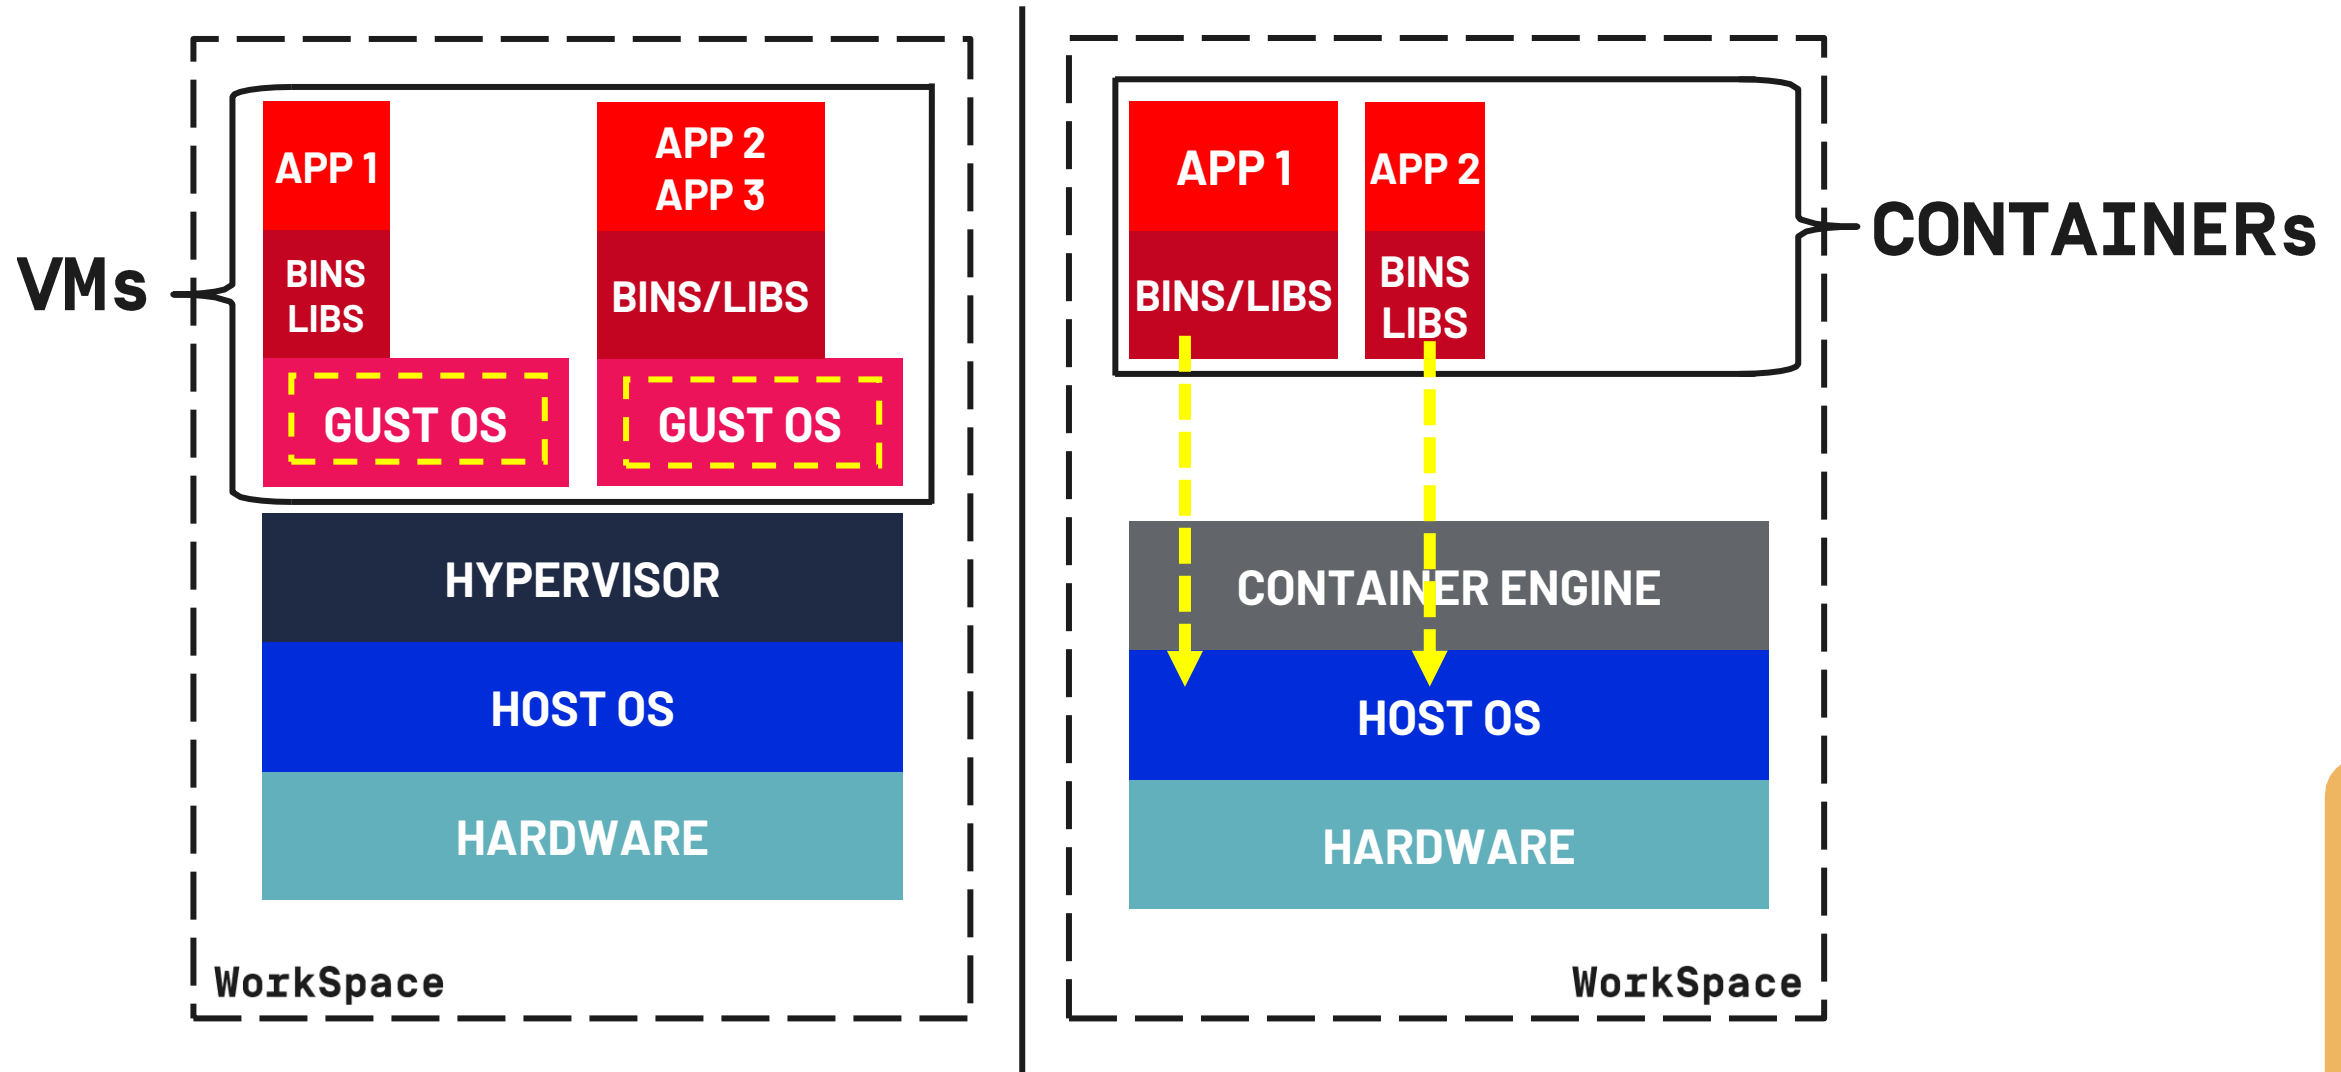 VMs
APP 1
BINS
LIBS
GUST OS
APP 2
APP 3
BINS/LIBS
GUST OS
HYPERVISOR
HOST OS
HARDWARE
WorkSpace
APP 1
BINS/LIBS
APP 2
BINS
LIBS
CONTAINERs
CONTAINER ENGINE
HOST OS
HARDWARE
WorkSpace